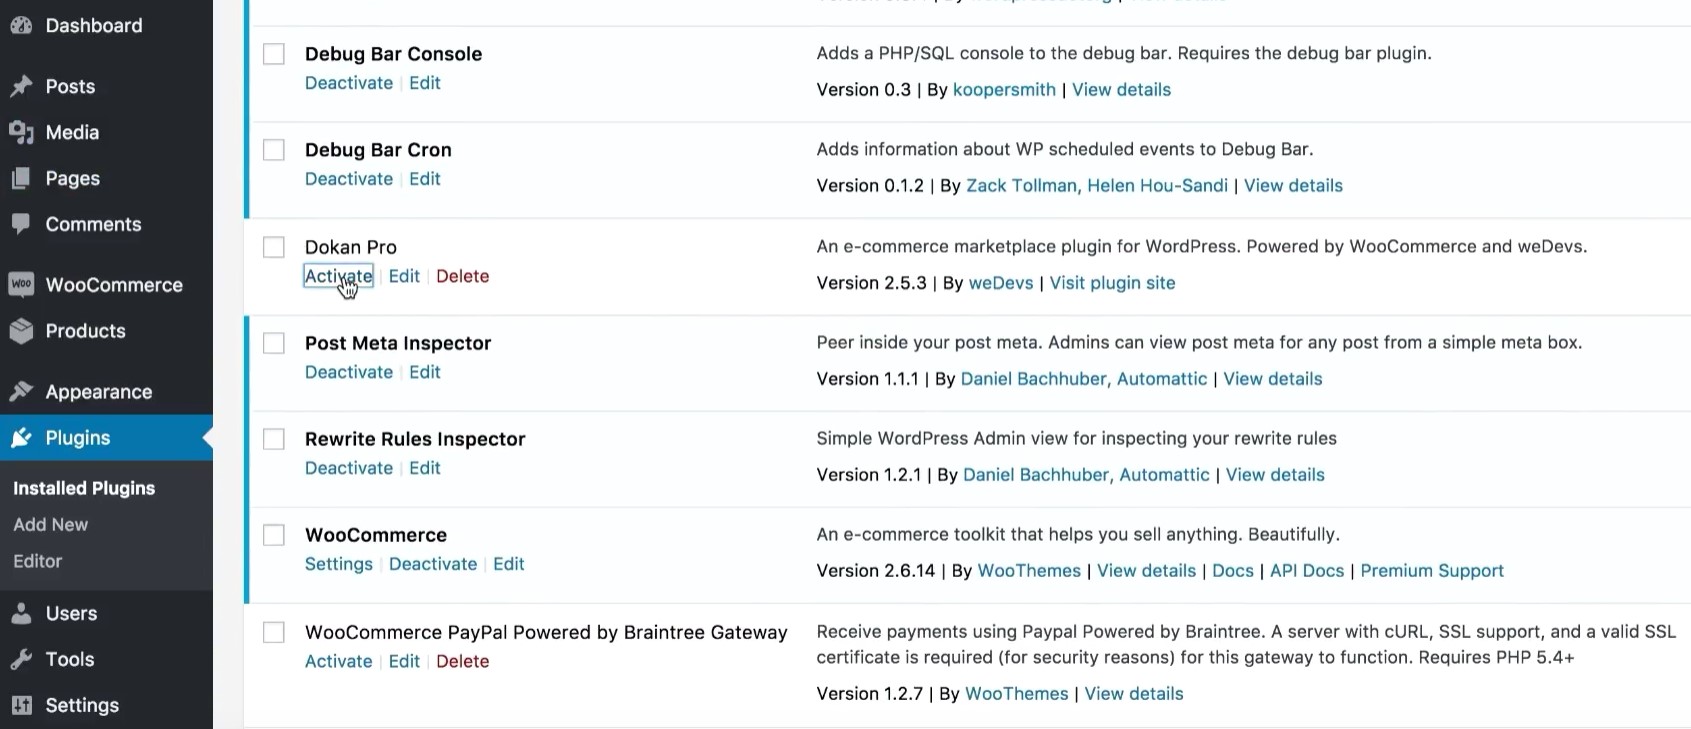 Dashboard
Posts
Media
Pages
Comments
WOO WooCommerce
Products
Appearance
Plugins
Installed Plugins
Add New
Editor
Users
Tools
Settings
Debug Bar Console
Deactivate | Edit
Adds a PHP/SQL console to the debug bar. Requires the debug bar plugin.
Version 0.3 | By koopersmith | View details
Debug Bar Cron
Deactivate | Edit
Adds information about WP scheduled events to Debug Bar.
Version 0.1.2 | By Zack Tollman, Helen Hou-Sandi | View details
Dokan Pro
Activate | Edit | Delete
An e-commerce marketplace plugin for WordPress. Powered by WooCommerce and weDevs.
Version 2.5.3 | By weDevs | Visit plugin site
Post Meta Inspector
Deactivate | Edit
Peer inside your post meta. Admins can view post meta for any post from a simple meta box.
Version 1.1.1 | By Daniel Bachhuber, Automattic | View details
Rewrite Rules Inspector
Deactivate | Edit
Simple WordPress Admin view for inspecting your rewrite rules
Version 1.2.1 | By Daniel Bachhuber, Automattic | View details
WooCommerce
Settings | Deactivate | Edit
An e-commerce toolkit that helps you sell anything. Beautifully.
Version 2.6.14 | By WooThemes | View details | Docs | API Docs | Premium Support
WooCommerce PayPal Powered by Braintree Gateway
Activate | Edit | Delete
Receive payments using Paypal Powered by Braintree. A server with cURL, SSL support, and a valid SSL
certificate is required (for security reasons) for this gateway to function. Requires PHP 5.4+
Version 1.2.7 | By WooThemes | View details